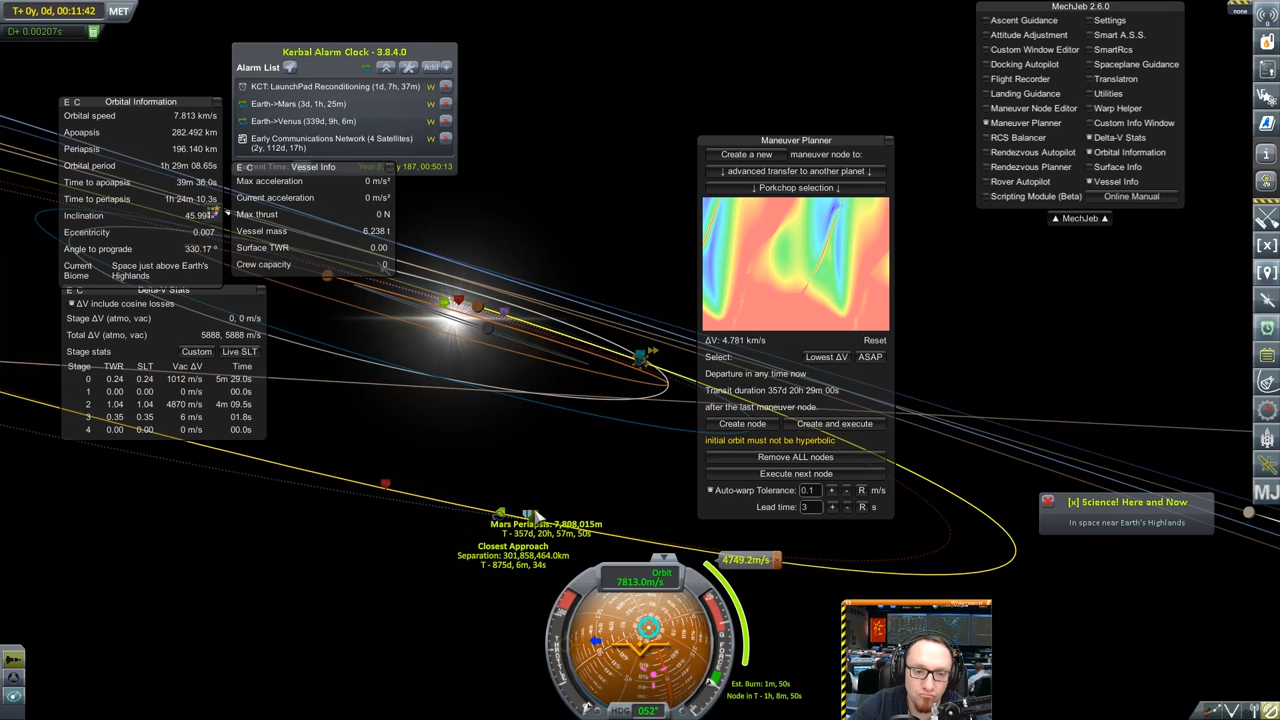 T+ 0y, 0d, 00:11:42 MET
D+ 0.00207s
Kerbal Alarm Clock - 3.8.4.0
Alarm List Add +
KCT: LaunchPad Reconditioning (1d, 7h, 37m) W
Earth->Mars (3d, 1h, 25m) W
Earth->Venus (339d, 9h, 6m) W
Early Communications Network (4 Satellites) W
(2y, 112d, 17h)
187, 00:50:13
E C Orbital Information
Orbital speed 7.813 km/s
Apoapsis 282.492 km
Periapsis 196.140 km
Orbital period 1h 29m 08.65s
Time to apoapsis 39m 36.0s
Time to periapsis 1h 24m 10.3s
Inclination
Eccentricity 0.007
Angle to prograde 330.17 º
Current Biome Space just above Earth's Highlands
E C Vessel Info
Max acceleration 0 m/s²
Current acceleration 0 m/s²
Max thrust 0 N
Vessel mass 6.238 t
Surface TWR 0.00
Crew capacity 0
E C Delta-V Stats
ΔV include cosine losses
Stage ΔV (atmo, vac) 0, 0 m/s
Total ΔV (atmo, vac) 5888, 5888 m/s
Stage stats Custom Live SLT
Stage TWR SLT Vac ΔV Time
0 0.24 0.24 1012 m/s 5m 29.0s
1 0.00 0.00 0 m/s 00.0s
2 1.04 1.04 4870 m/s 4m 09.5s
3 0.35 0.35 6 m/s 01.8s
4 0.00 0.00 0 m/s 00.0s
Maneuver Planner
Create a new maneuver node to:
↓ advanced transfer to another planet ↓
↓ Porkchop selection ↓
ΔV: 4.781 km/s Reset
Select: Lowest ΔV ASAP
Departure in any time now
Transit duration 357d 20h 29m 00s
after the last maneuver node.
Create node Create and execute
initial orbit must not be hyperbolic
Remove ALL nodes
Execute next node
Auto-warp Tolerance: 0.1 + - R m/s
Lead time: 3 + - R s
MechJeb 2.6.0
Ascent Guidance Settings
Attitude Adjustment Smart A.S.S.
Custom Window Editor SmartRcs
Docking Autopilot Spaceplane Guidance
Flight Recorder Translatron
Landing Guidance Utilities
Maneuver Node Editor Warp Helper
Maneuver Planner Custom Info Window
RCS Balancer Delta-V Stats
Rendezvous Autopilot Orbital Information
Rendezvous Planner Surface Info
Rover Autopilot Vessel Info
Scripting Module (Beta) Online Manual
▲ MechJeb ▲
none
[x]
MJ
[x] Science! Here and Now
In space near Earth's Highlands
Mars Periapsis: 7,808,015m
T - 357d, 20h, 57m, 50s
Closest Approach
Separation: 301,858,464.0km
T - 875d, 6m, 34s
4749.2m/s
Orbit
7813.0m/s
HDG 052°
Est. Burn: 1m, 50s
Node in T - 1h, 8m, 50s